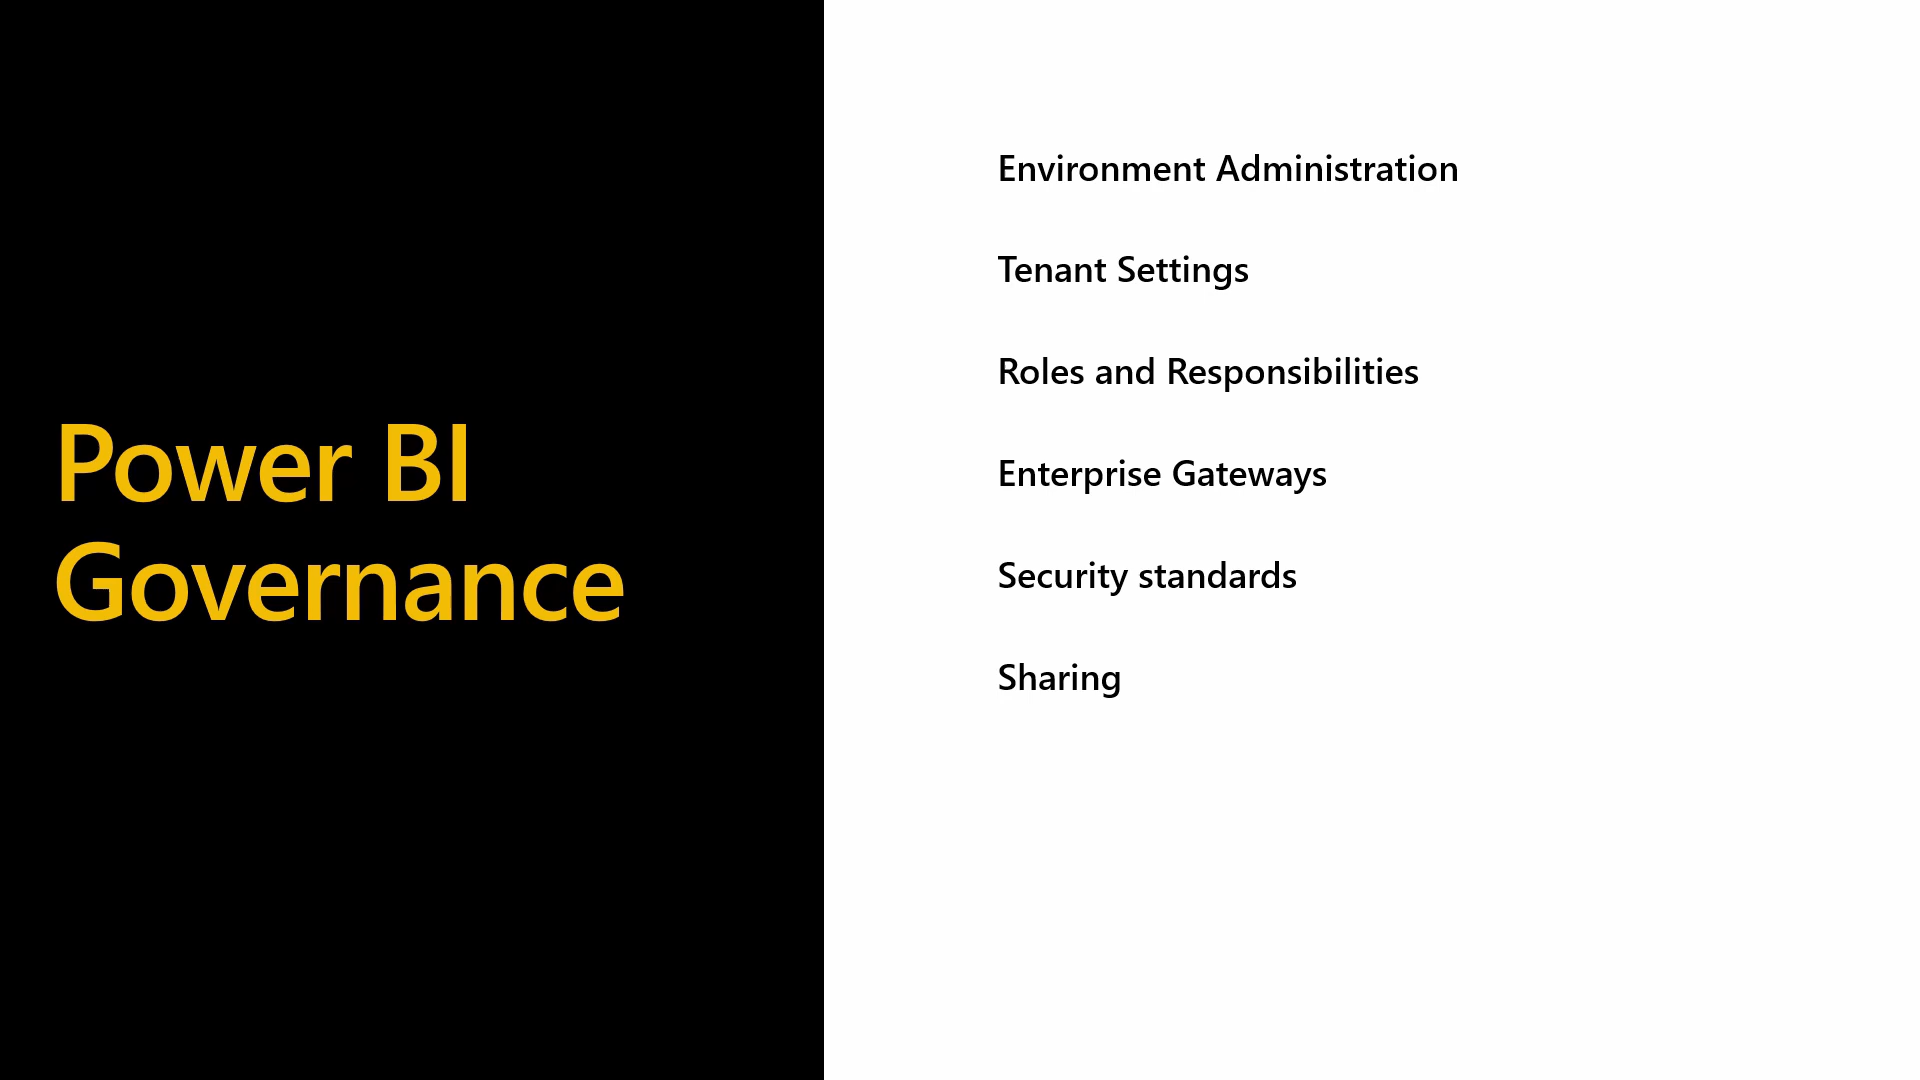 Power BI
Governance
Environment Administration
Tenant Settings
Roles and Responsibilities
Enterprise Gateways
Security standards
Sharing